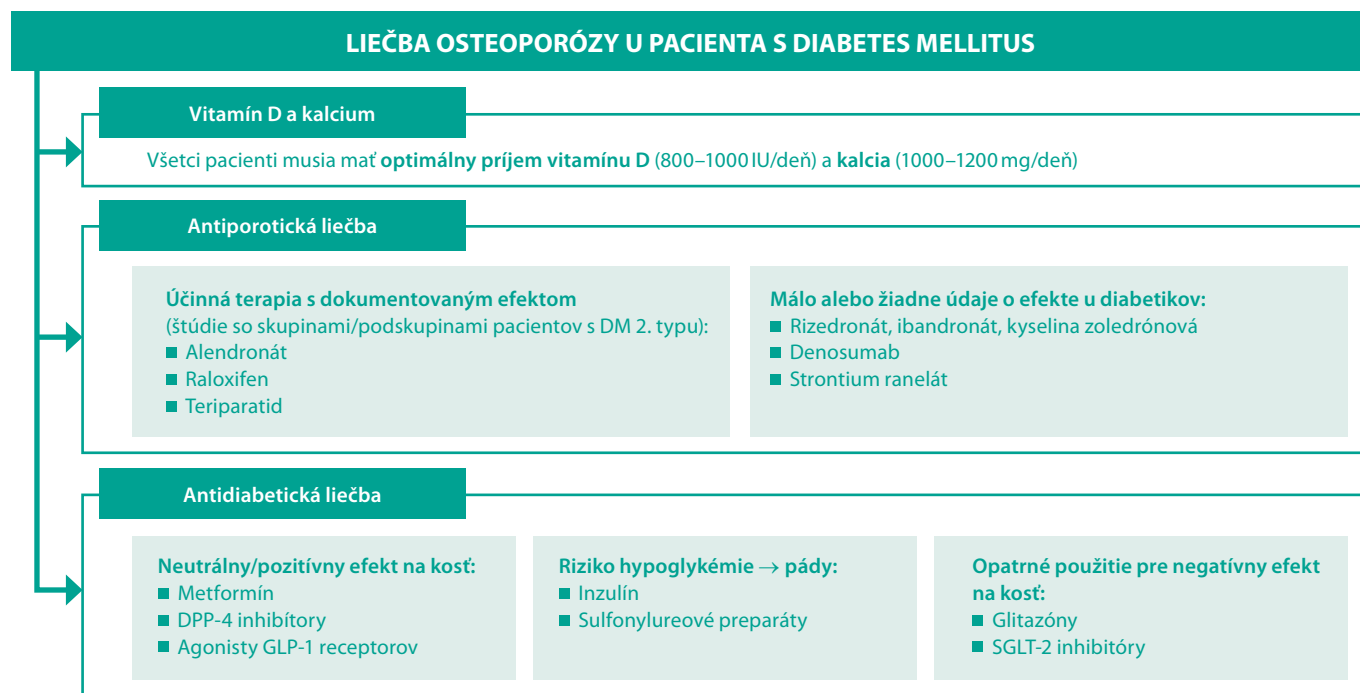 LIEČBA OSTEOPORÓZY U PACIENTA S DIABETES MELLITUS
Vitamín D a kalcium
Všetci pacienti musia mať optimálny príjem vitamínu D (800–1000 IU/deň) a kalcia (1000–1200 mg/deň)
Antiporotická liečba
Účinná terapia s dokumentovaným efektom
(štúdie so skupinami/podskupinami pacientov s DM 2. typu):
■ Alendronát
■ Raloxifen
■ Teriparatid
Málo alebo žiadne údaje o efekte u diabetikov:
■ Rizedronát, ibandronát, kyselina zoledrónová
■ Denosumab
■ Strontium ranelát
Antidiabetická liečba
Neutrálny/pozitívny efekt na kosť:
■ Metformín
■ DPP-4 inhibítory
■ Agonisty GLP-1 receptorov
Riziko hypoglykémie → pády:
■ Inzulín
■ Sulfonylureové preparáty
Opatrné použitie pre negatívny efekt
na kosť:
■ Glitazóny
■ SGLT-2 inhibitóry